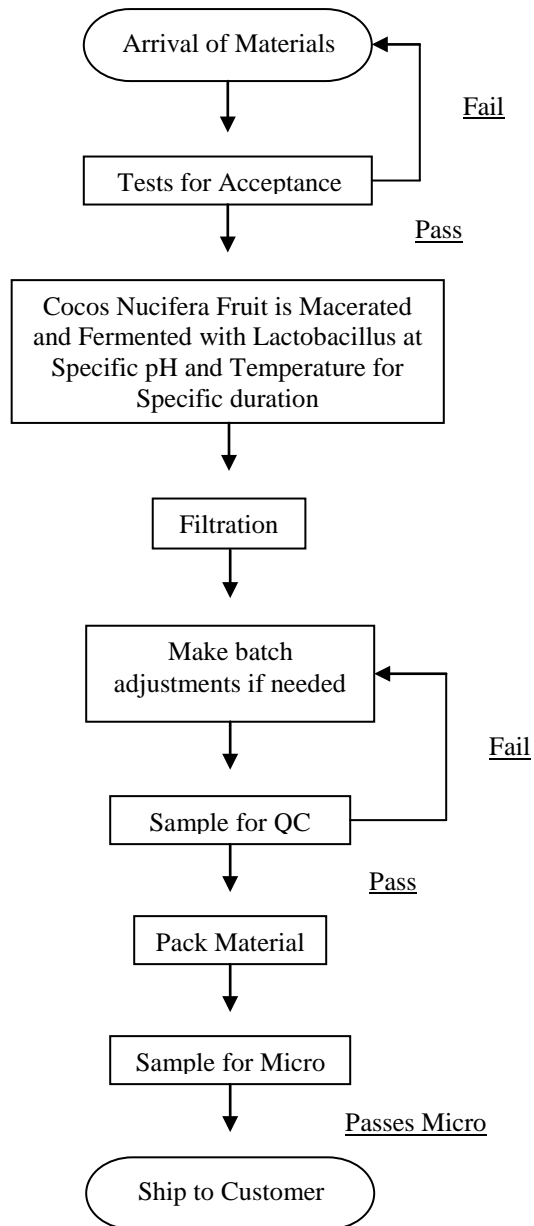 Arrival of Materials
Fail
Tests for Acceptance
Pass
Cocos Nucifera Fruit is Macerated
and Fermented with Lactobacillus at
Specific pH and Temperature for
Specific duration
Filtration
Make batch
adjustments if needed
Fail
Sample for QC
Pass
Pack Material
Sample for Micro
Passes Micro
Ship to Customer